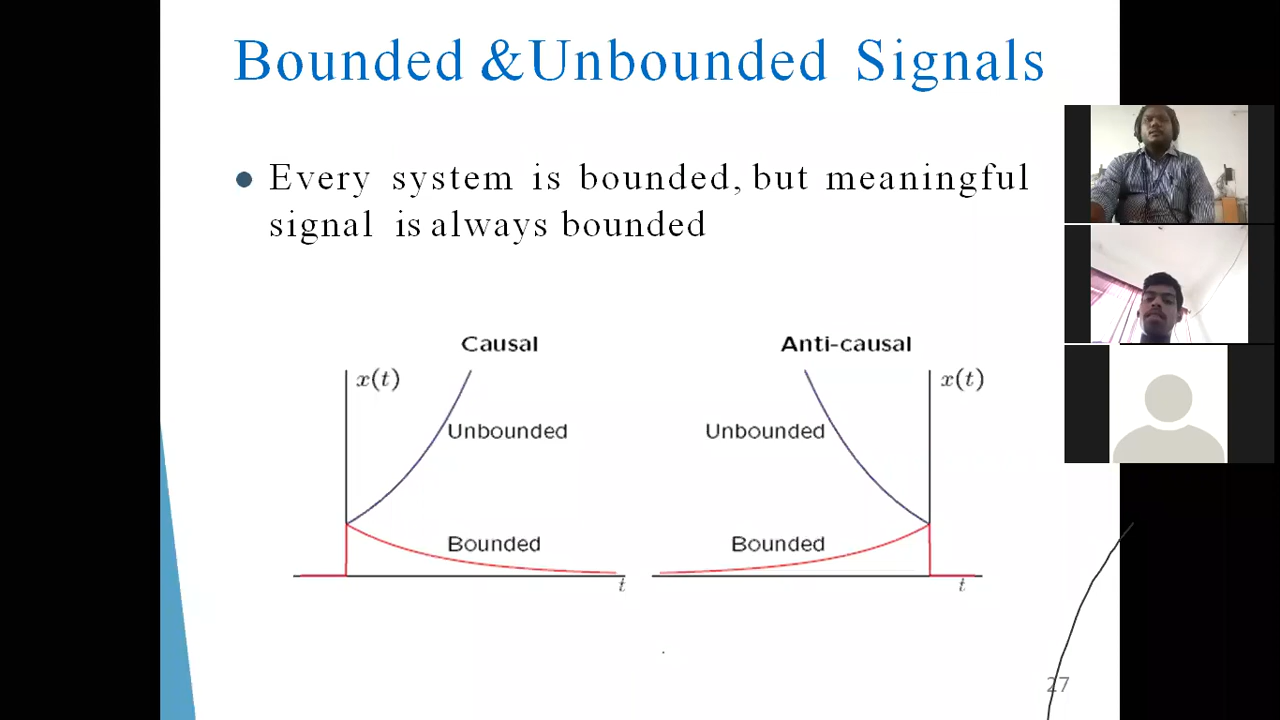 Bounded &Unbounded Signals
Every system is bounded, but meaningful
signal is always bounded
Causal
x(t)
Unbounded
Bounded
t
Anti-causal
x(t)
Unbounded
Bounded
t
27